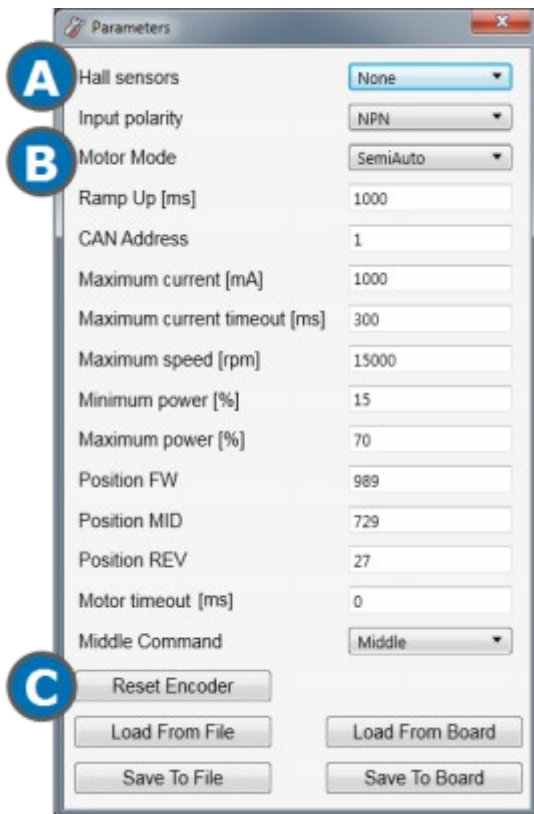 Parameters
x
A
Hall sensors None
Input polarity NPN
B
Motor Mode SemiAuto
Ramp Up [ms] 1000
CAN Address 1
Maximum current [mA] 1000
Maximum current timeout [ms] 300
Maximum speed [rpm] 15000
Minimum power [%] 15
Maximum power [%] 70
Position FW 989
Position MID 729
Position REV 27
Motor timeout [ms] 0
Middle Command Middle
C
Reset Encoder
Load From File Load From Board
Save To File Save To Board